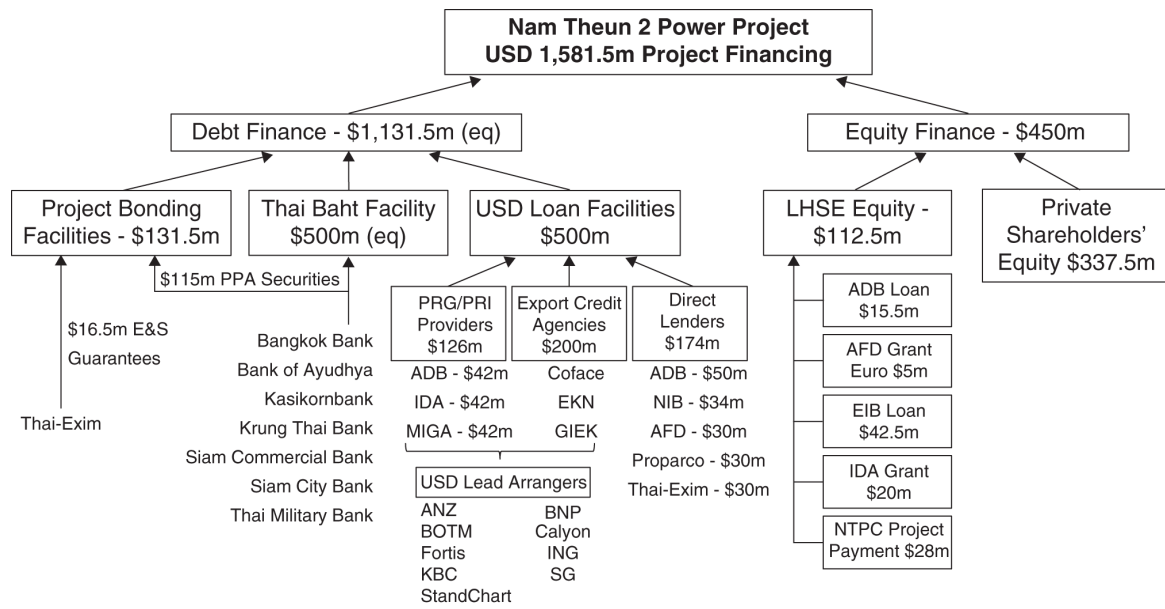 Nam Theun 2 Power Project
USD 1,581.5m Project Financing
Debt Finance - $1,131.5m (eq)
Equity Finance - $450m
Project Bonding
Facilities - $131.5m
Thai Baht Facility
$500m (eq)
USD Loan Facilities
$500m
LHSE Equity -
$112.5m
Private
Shareholders'
Equity $337.5m
$115m PPA Securities
$16.5m E&S
Guarantees
Thai-Exim
Bangkok Bank
Bank of Ayudhya
Kasikornbank
Krung Thai Bank
Siam Commercial Bank
Siam City Bank
Thai Military Bank
PRG/PRI
Providers
$126m
ADB - $42m
IDA - $42m
MIGA - $42m
Export Credit
Agencies
$200m
Coface
EKN
GIEK
Direct
Lenders
$174m
ADB - $50m
NIB - $34m
AFD - $30m
Proparco - $30m
Thai-Exim - $30m
USD Lead Arrangers
ANZ
BOTM
Fortis
KBC
StandChart
BNP
Calyon
ING
SG
ADB Loan
$15.5m
AFD Grant
Euro $5m
EIB Loan
$42.5m
IDA Grant
$20m
NTPC Project
Payment $28m